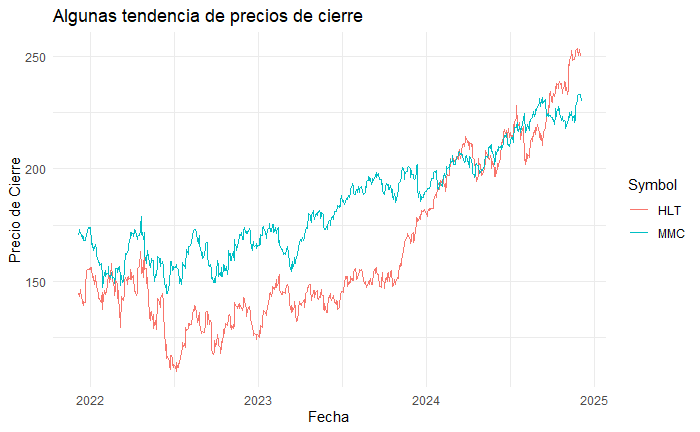 Algunas tendencia de precios de cierre
Precio de Cierre
250
200
150
2022
2023
2024
2025
Fecha
Symbol
HLT
MMC